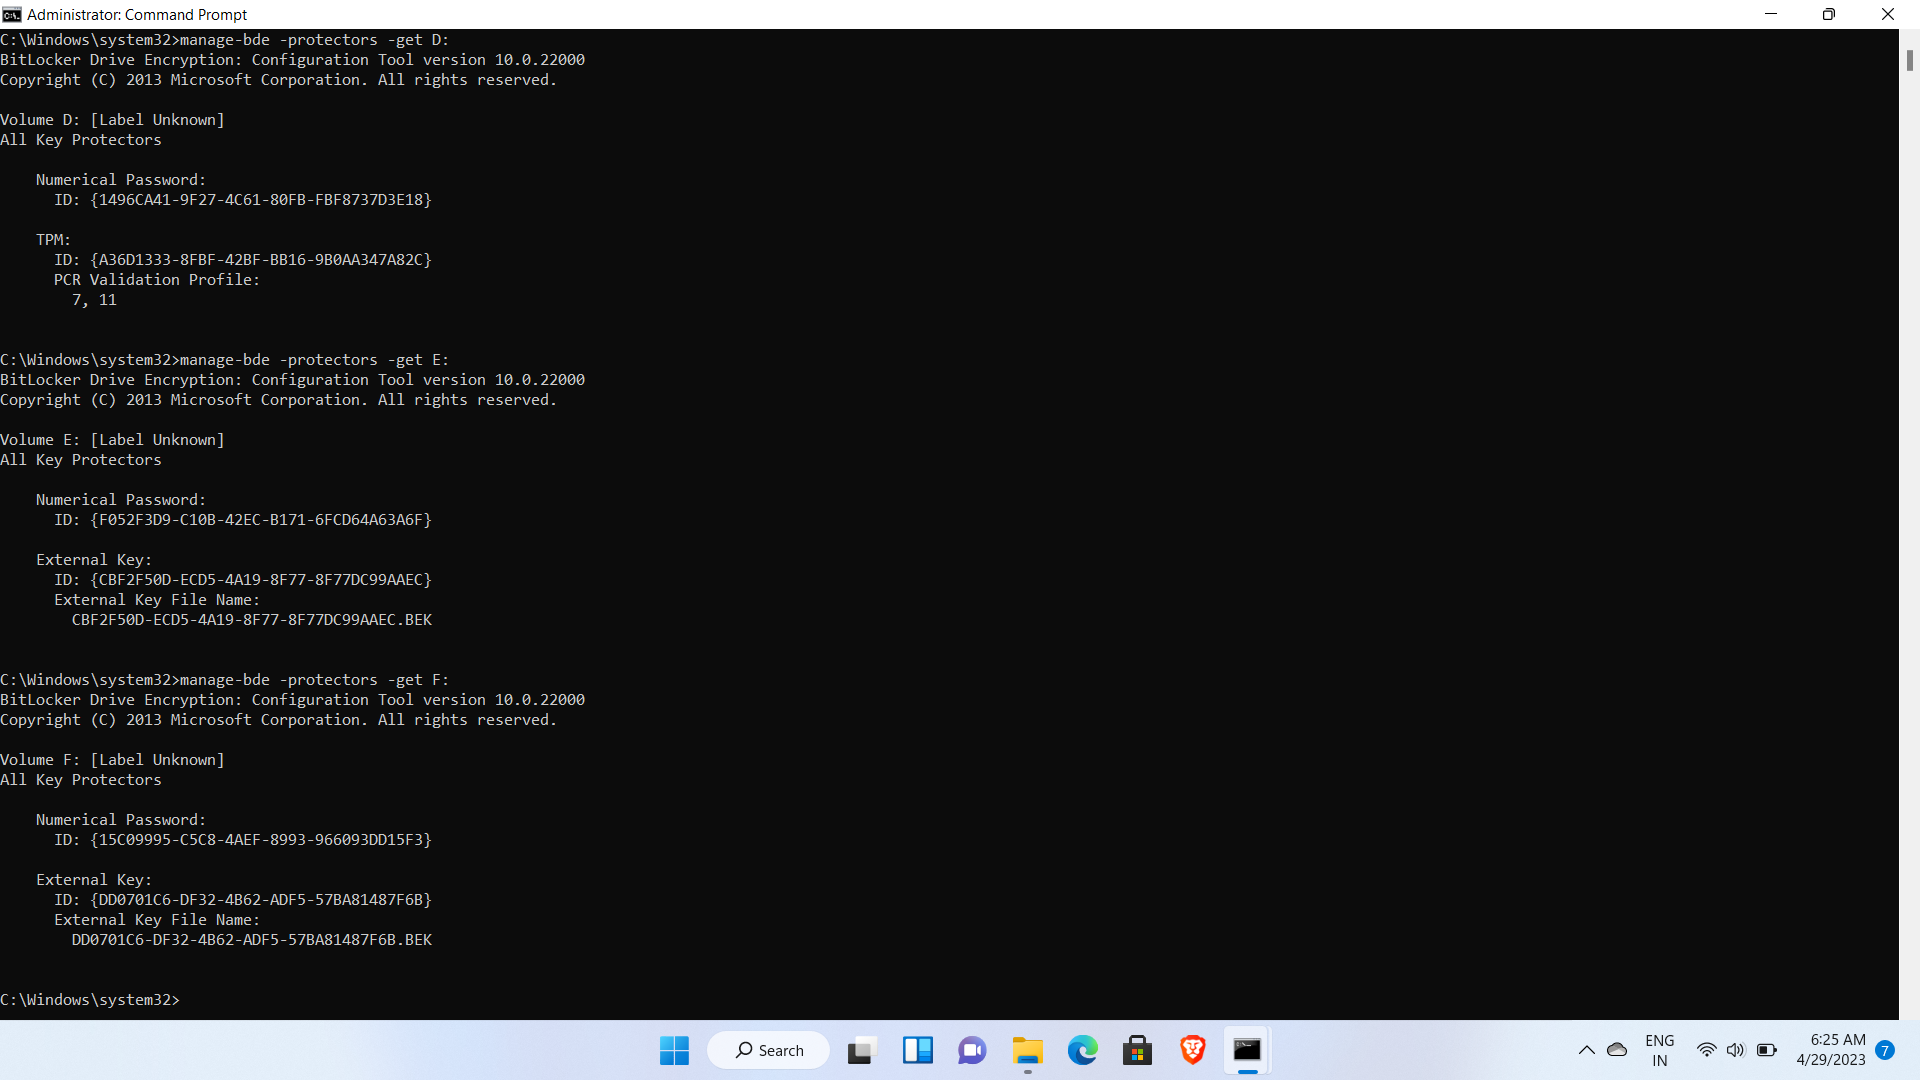 Administrator: Command Prompt
C:\Windows\system32>manage-bde -protectors -get D:
BitLocker Drive Encryption: Configuration Tool version 10.0.22000
Copyright (C) 2013 Microsoft Corporation. All rights reserved.
Volume D: [Label Unknown]
All Key Protectors
Numerical Password:
ID: {1496CA41-9F27-4C61-80FB-FBF8737D3E18}
TPM:
ID: {A36D1333-8FBF-42BF-BB16-9B0AA347A82C}
PCR Validation Profile:
7, 11
C:\Windows\system32>manage-bde -protectors -get E:
BitLocker Drive Encryption: Configuration Tool version 10.0.22000
Copyright (C) 2013 Microsoft Corporation. All rights reserved.
Volume E: [Label Unknown]
All Key Protectors
Numerical Password:
ID: {F052F3D9-C10B-42EC-B171-6FCD64A63A6F}
External Key:
ID: {CBF2F50D-ECD5-4A19-8F77-8F77DC99AAEC}
External Key File Name:
CBF2F50D-ECD5-4A19-8F77-8F77DC99AAEC.BEK
C:\Windows\system32>manage-bde -protectors -get F:
BitLocker Drive Encryption: Configuration Tool version 10.0.22000
Copyright (C) 2013 Microsoft Corporation. All rights reserved.
Volume F: [Label Unknown]
All Key Protectors
Numerical Password:
ID: {15C09995-C5C8-4AEF-8993-966093DD15F3}
External Key:
ID: {DD0701C6-DF32-4B62-ADF5-57BA81487F6B}
External Key File Name:
DD0701C6-DF32-4B62-ADF5-57BA81487F6B.BEK
C:\Windows\system32>
Search
ENG
IN
6:25 AM
4/29/2023
7